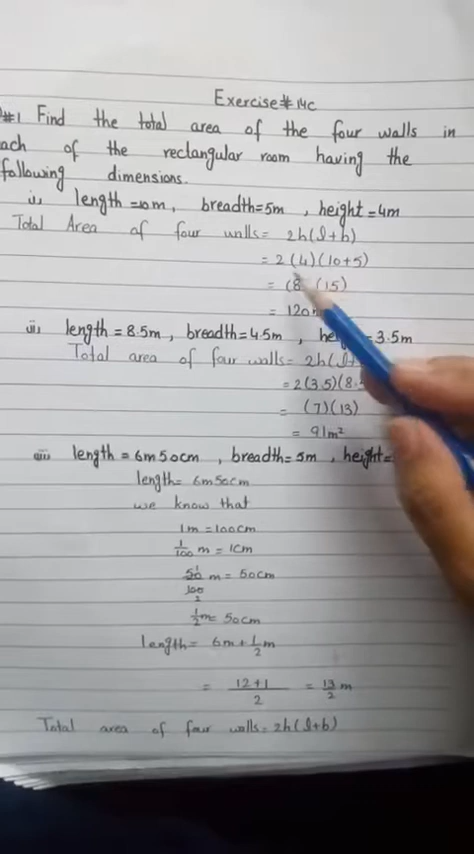 Exercise#14c
#1 Find the total area of the four walls in
ach of the rectangular room having the
following dimensions.
i, length =10m, breadth=5m, height=4m
Total Area of four walls= 2h(l+b)
= 2(4)(10+5)
= (8 (15)
= 120
ii, length = 8.5m, breadth=4.5m, he =3.5m
Total area of four walls= 2h(l+
= 2(3.5)(8.
= (7)(13)
= 91m²
iii, length = 6m50cm, breadth=5m, height=
length= 6m50cm
we know that
1m=100cm
1/100 m = 1cm
50/100 m = 50cm
1/2 m= 50cm
length= 6m+1/2 m
= 12+1/2 = 13/2 m
Total area of four walls=2h(l+b)